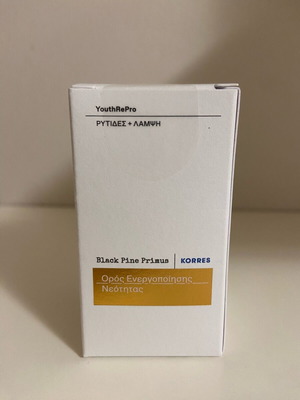 YouthRePro
ΡΥΤΙΔΕΣ + ΛΑΜΨΗ
Black Pine Primus | KORRES
Ορός Ενεργοποίησης
Νεότητας